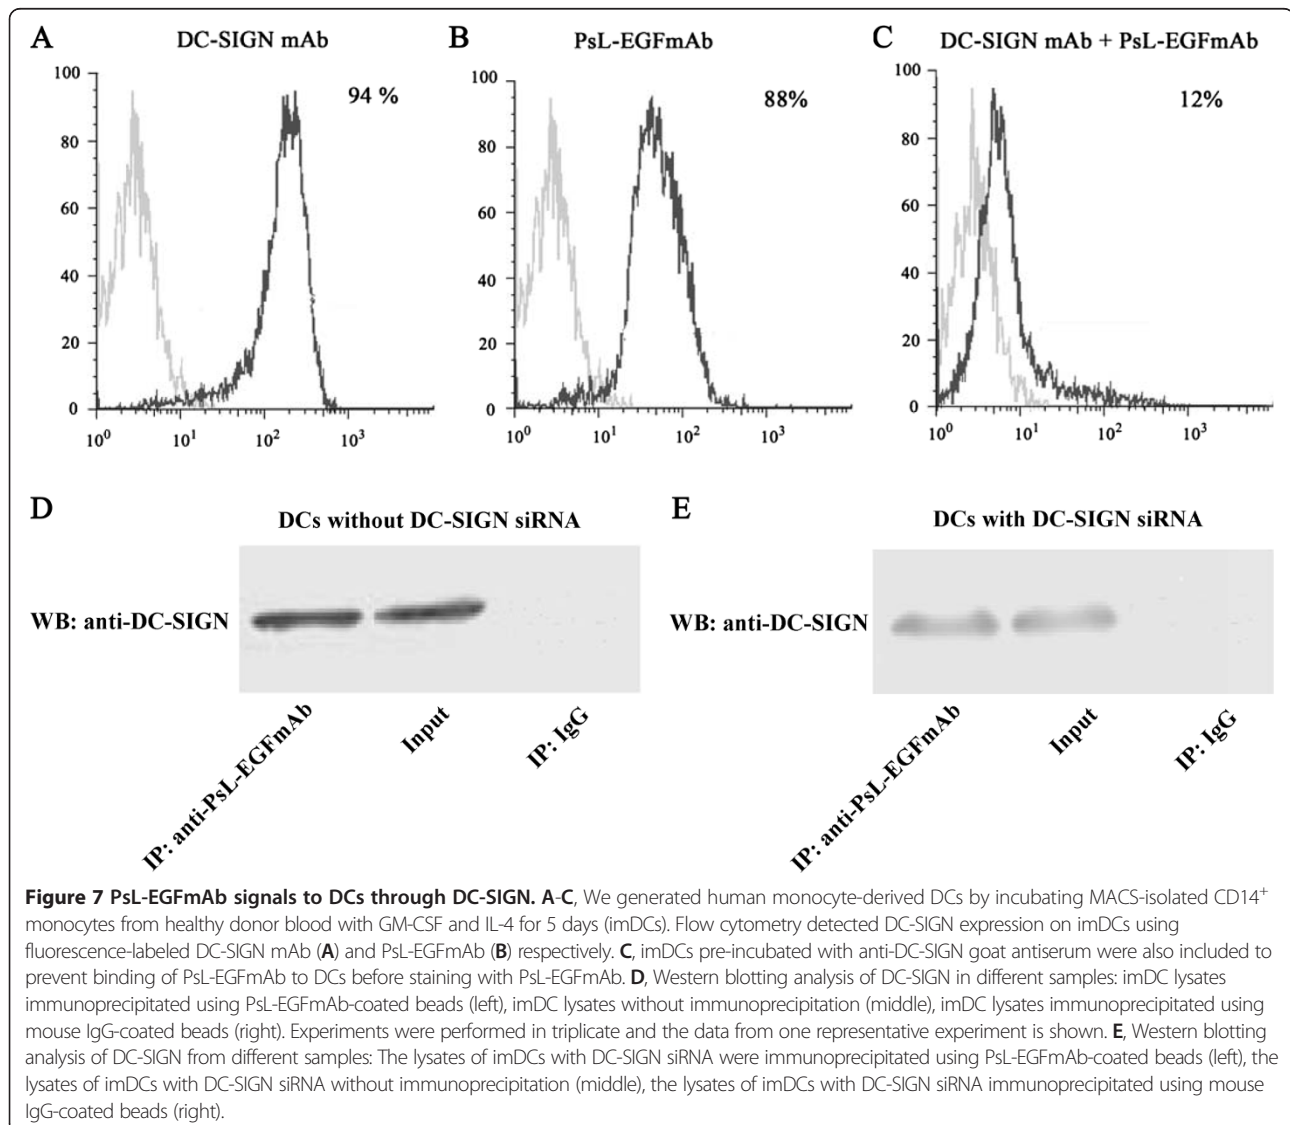 A DC-SIGN mAb
B PsL-EGFmAb
C DC-SIGN mAb + PsL-EGFmAb
94 %
88%
12%
100
80
60
40
20
0
10⁰ 10¹ 10² 10³
100
80
60
40
20
0
10⁰ 10¹ 10² 10³
100
80
60
40
20
0
10⁰ 10¹ 10² 10³
D DCs without DC-SIGN siRNA
WB: anti-DC-SIGN
IP: anti-PsL-EGFmAb
Input
IP: IgG
E DCs with DC-SIGN siRNA
WB: anti-DC-SIGN
IP: anti-PsL-EGFmAb
Input
IP: IgG
Figure 7 PsL-EGFmAb signals to DCs through DC-SIGN. A-C, We generated human monocyte-derived DCs by incubating MACS-isolated CD14⁺
monocytes from healthy donor blood with GM-CSF and IL-4 for 5 days (imDCs). Flow cytometry detected DC-SIGN expression on imDCs using
fluorescence-labeled DC-SIGN mAb (A) and PsL-EGFmAb (B) respectively. C, imDCs pre-incubated with anti-DC-SIGN goat antiserum were also included to
prevent binding of PsL-EGFmAb to DCs before staining with PsL-EGFmAb. D, Western blotting analysis of DC-SIGN in different samples: imDC lysates
immunoprecipitated using PsL-EGFmAb-coated beads (left), imDC lysates without immunoprecipitation (middle), imDC lysates immunoprecipitated using
mouse IgG-coated beads (right). Experiments were performed in triplicate and the data from one representative experiment is shown. E, Western blotting
analysis of DC-SIGN from different samples: The lysates of imDCs with DC-SIGN siRNA were immunoprecipitated using PsL-EGFmAb-coated beads (left), the
lysates of imDCs with DC-SIGN siRNA without immunoprecipitation (middle), the lysates of imDCs with DC-SIGN siRNA immunoprecipitated using mouse
IgG-coated beads (right).